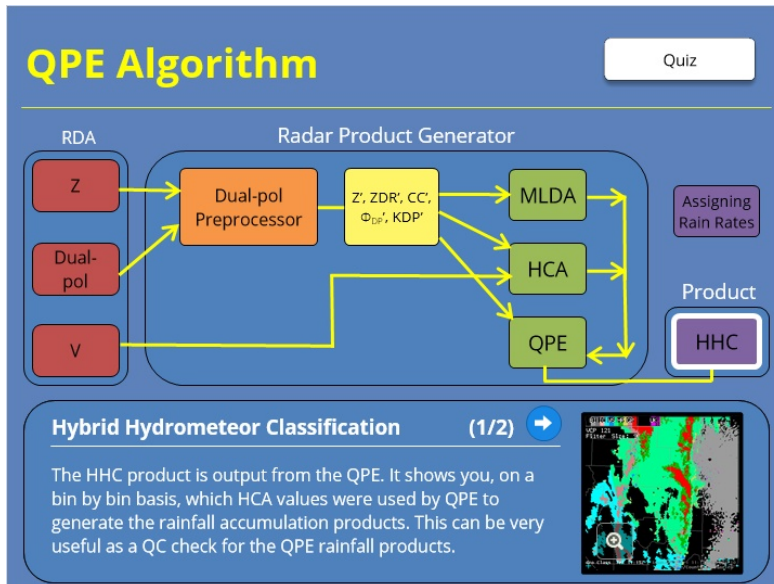 QPE Algorithm
Quiz
RDA
Radar Product Generator
Z
Dual-pol
Preprocessor
Z’, ZDR’, CC’,
ΦDP’, KDP’
MLDA
Assigning
Rain Rates
Dual-
pol
HCA
Product
V
QPE
HHC
Hybrid Hydrometeor Classification (1/2)
The HHC product is output from the QPE. It shows you, on a
bin by bin basis, which HCA values were used by QPE to
generate the rainfall accumulation products. This can be very
useful as a QC check for the QPE rainfall products.
VCP 121